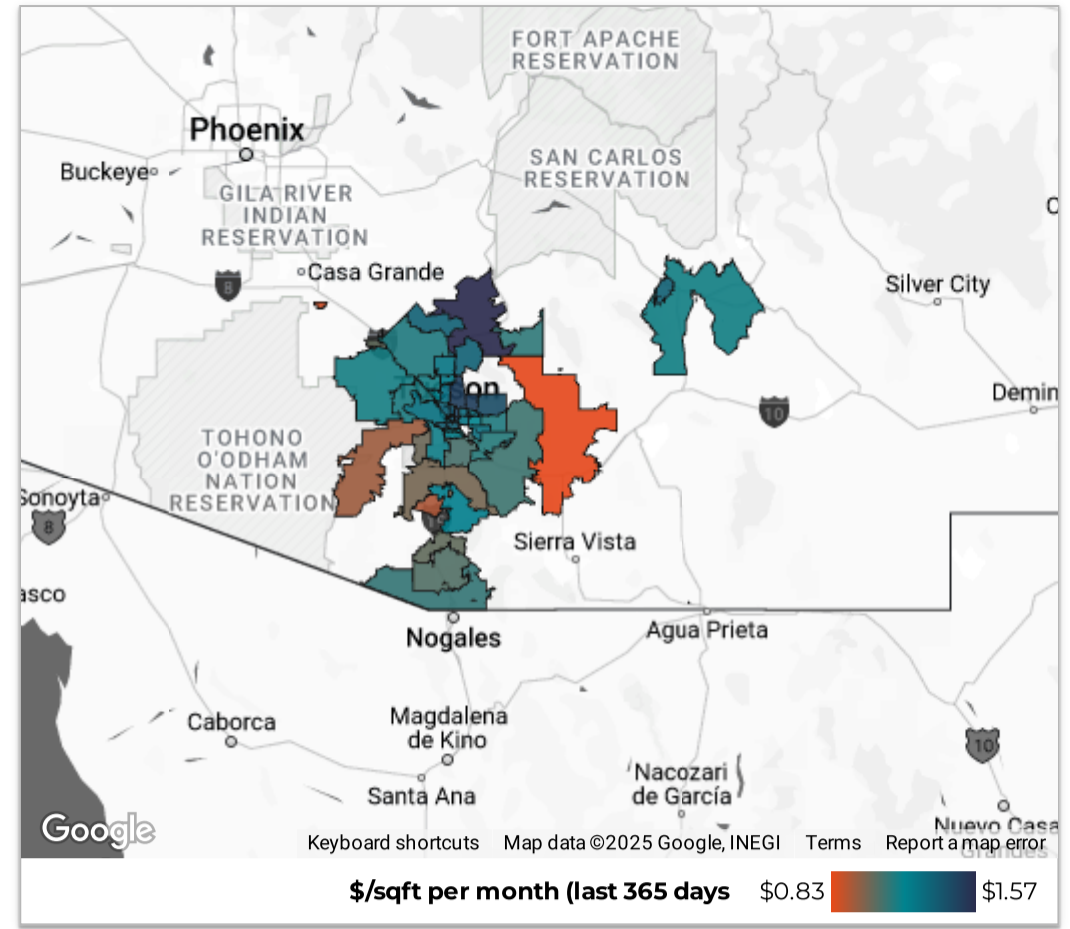 FORT APACHE
RESERVATION
Phoenix
Buckeye
SAN CARLOS
RESERVATION
GILA RIVER
INDIAN
RESERVATION
Casa Grande
8
Silver City
on
Demin
10
TOHONO
O'ODHAM
NATION
RESERVATION
Sonoyta
8
Sierra Vista
asco
Nogales
Agua Prieta
Caborca
Magdalena
de Kino
10
Nacozari
de García
Santa Ana
Nuevo Casa
Grandes
Google
Keyboard shortcuts Map data ©2025 Google, INEGI Terms Report a map error
$/sqft per month (last 365 days $0.83 $1.57